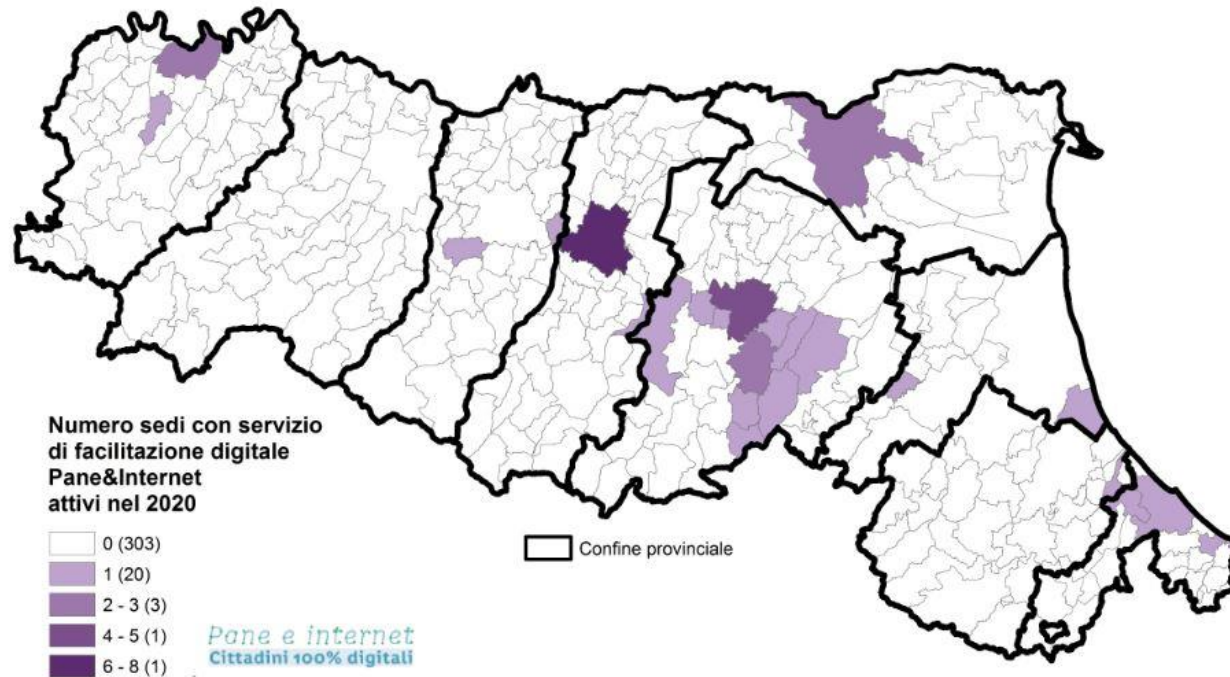 Numero sedi con servizio
di facilitazione digitale
Pane&Internet
attivi nel 2020
0 (303)
1 (20)
2 - 3 (3)
4 - 5 (1)
6 - 8 (1)
Confine provinciale
Pane e internet
Cittadini 100% digitali